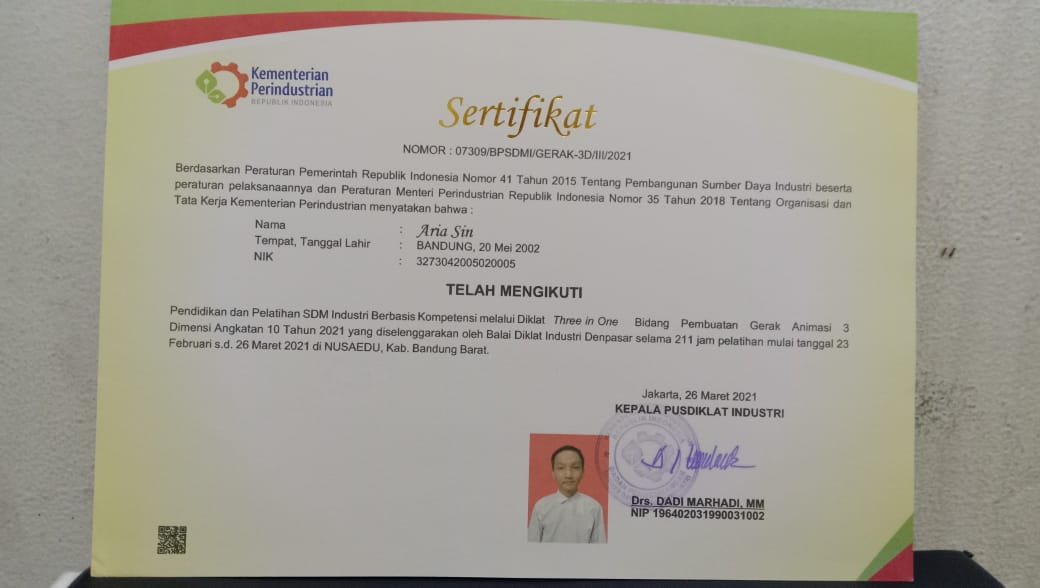 Kementerian
Perindustrian
REPUBLIK INDONESIA
Sertifikat
NOMOR : 07309/BPSDMI/GERAK-3D/III/2021
Berdasarkan Peraturan Pemerintah Republik Indonesia Nomor 41 Tahun 2015 Tentang Pembangunan Sumber Daya Industri beserta
peraturan pelaksanaannya dan Peraturan Menteri Perindustrian Republik Indonesia Nomor 35 Tahun 2018 Tentang Organisasi dan
Tata Kerja Kementerian Perindustrian menyatakan bahwa :
Nama : Aria Sin
Tempat, Tanggal Lahir : BANDUNG, 20 Mei 2002
NIK : 3273042005020005
TELAH MENGIKUTI
Pendidikan dan Pelatihan SDM Industri Berbasis Kompetensi melalui Diklat Three in One Bidang Pembuatan Gerak Animasi 3
Dimensi Angkatan 10 Tahun 2021 yang diselenggarakan oleh Balai Diklat Industri Denpasar selama 211 jam pelatihan mulai tanggal 23
Februari s.d. 26 Maret 2021 di NUSAEDU, Kab. Bandung Barat.
Jakarta, 26 Maret 2021
KEPALA PUSDIKLAT INDUSTRI
Drs. DADI MARHADI, MM
NIP 196402031990031002